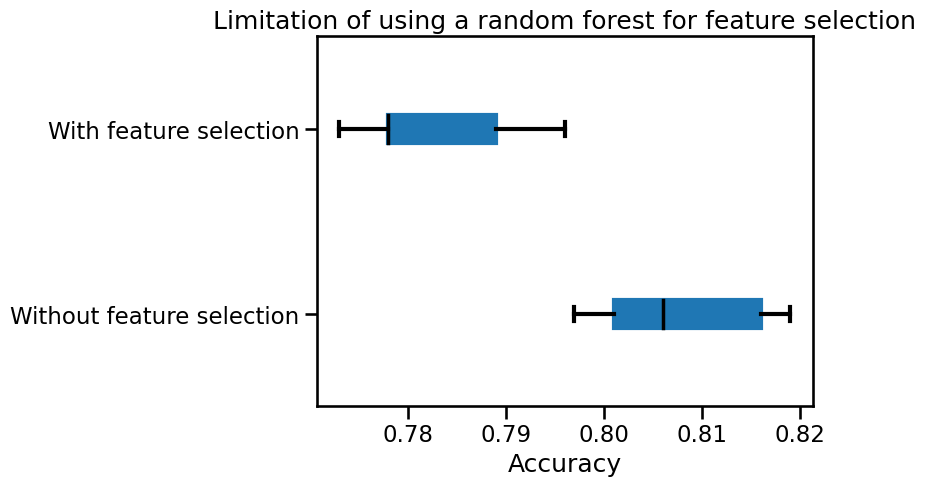 Limitation of using a random forest for feature selection
With feature selection
Without feature selection
0.78 0.79 0.80 0.81 0.82
Accuracy